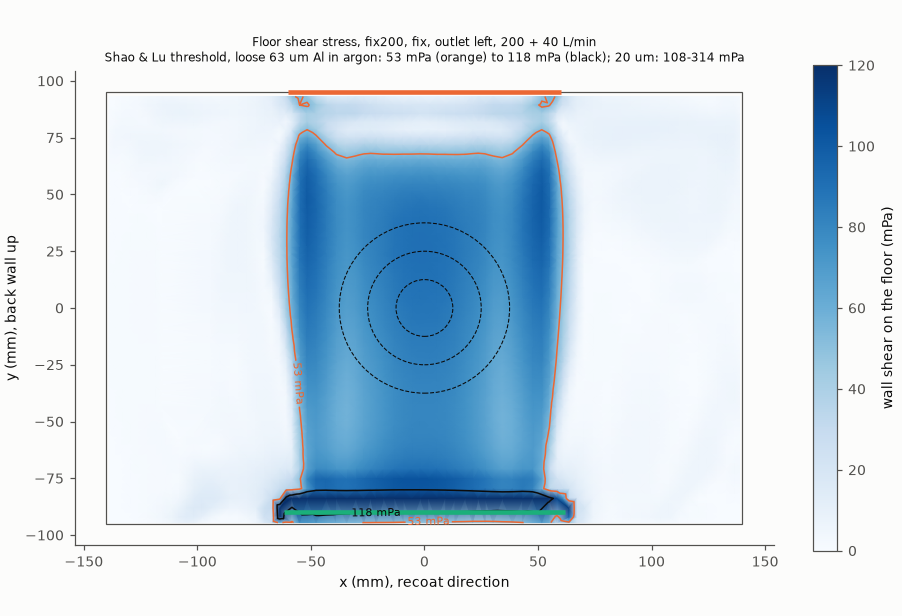 Floor shear stress, fix200, fix, outlet left, 200 + 40 L/min
Shao & Lu threshold, loose 63 um Al in argon: 53 mPa (orange) to 118 mPa (black); 20 um: 108-314 mPa
100
75
50
25
0
−25
−50
−75
−100
y (mm), back wall up
53 mPa
118 mPa
53 mPa
−150
−100
−50
0
50
100
150
x (mm), recoat direction
120
100
80
60
40
20
0
wall shear on the floor (mPa)